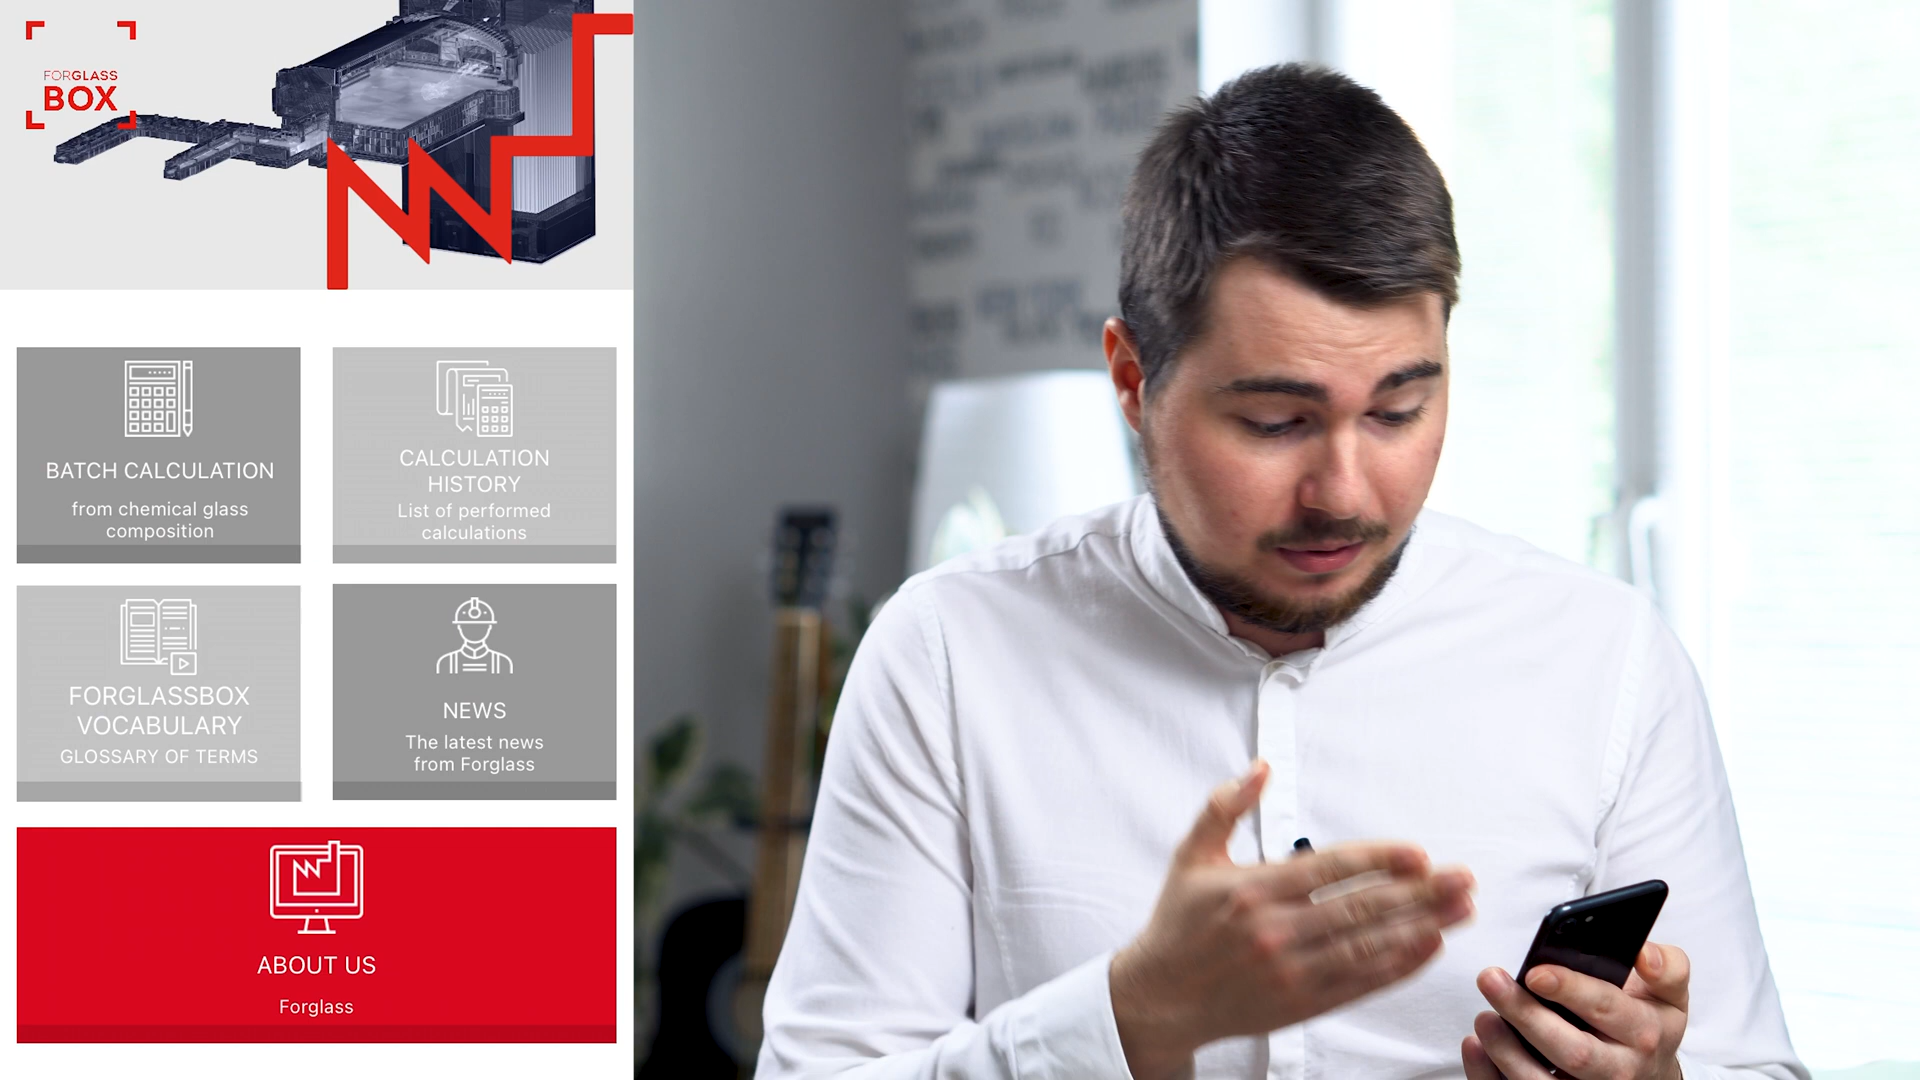 FORGLASS
BOX
BATCH CALCULATION
from chemical glass
composition
CALCULATION
HISTORY
List of performed
calculations
FORGLASSBOX
VOCABULARY
GLOSSARY OF TERMS
NEWS
The latest news
from Forglass
ABOUT US
Forglass